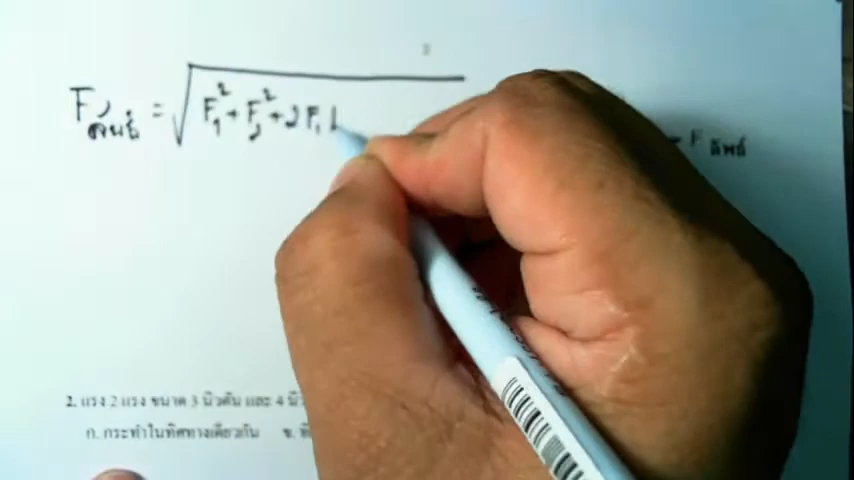 F ลัพธ์ = √F₁² + F₂² + 2F₁
F ลัพธ์
2. แรง 2 แรง ขนาด 3 นิวตัน และ 4 นิว
ก. กระทำในทิศทางเดียวกัน ข.